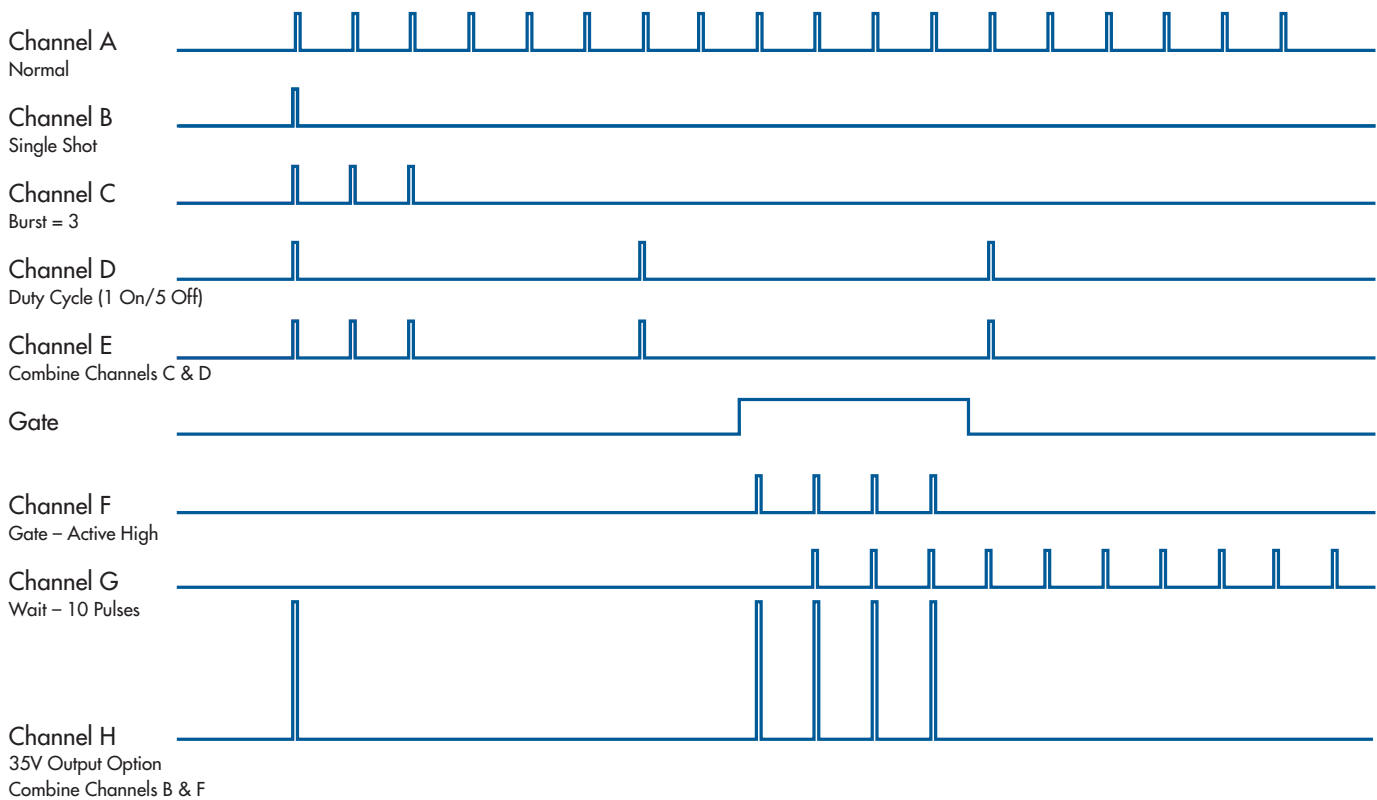 Channel A
Normal
Channel B
Single Shot
Channel C
Burst = 3
Channel D
Duty Cycle (1 On/5 Off)
Channel E
Combine Channels C & D
Gate
Channel F
Gate – Active High
Channel G
Wait – 10 Pulses
Channel H
35V Output Option
Combine Channels B & F